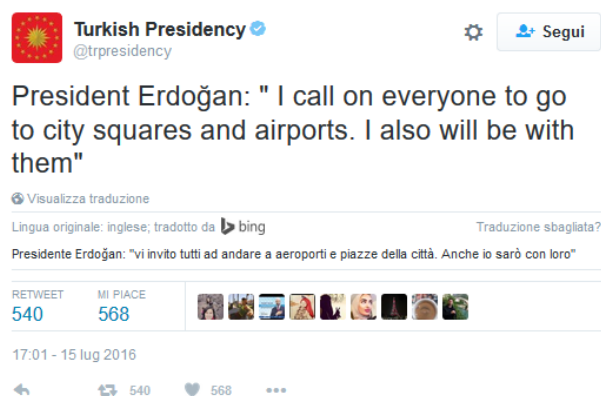 Turkish Presidency
@trpresidency
Segui
President Erdoğan: " I call on everyone to go
to city squares and airports. I also will be with
them"
Visualizza traduzione
Lingua originale: inglese; tradotto da bing
Traduzione sbagliata?
Presidente Erdoğan: "vi invito tutti ad andare a aeroporti e piazze della città. Anche io sarò con loro"
RETWEET MI PIACE
540 568
17:01 - 15 lug 2016
540 568